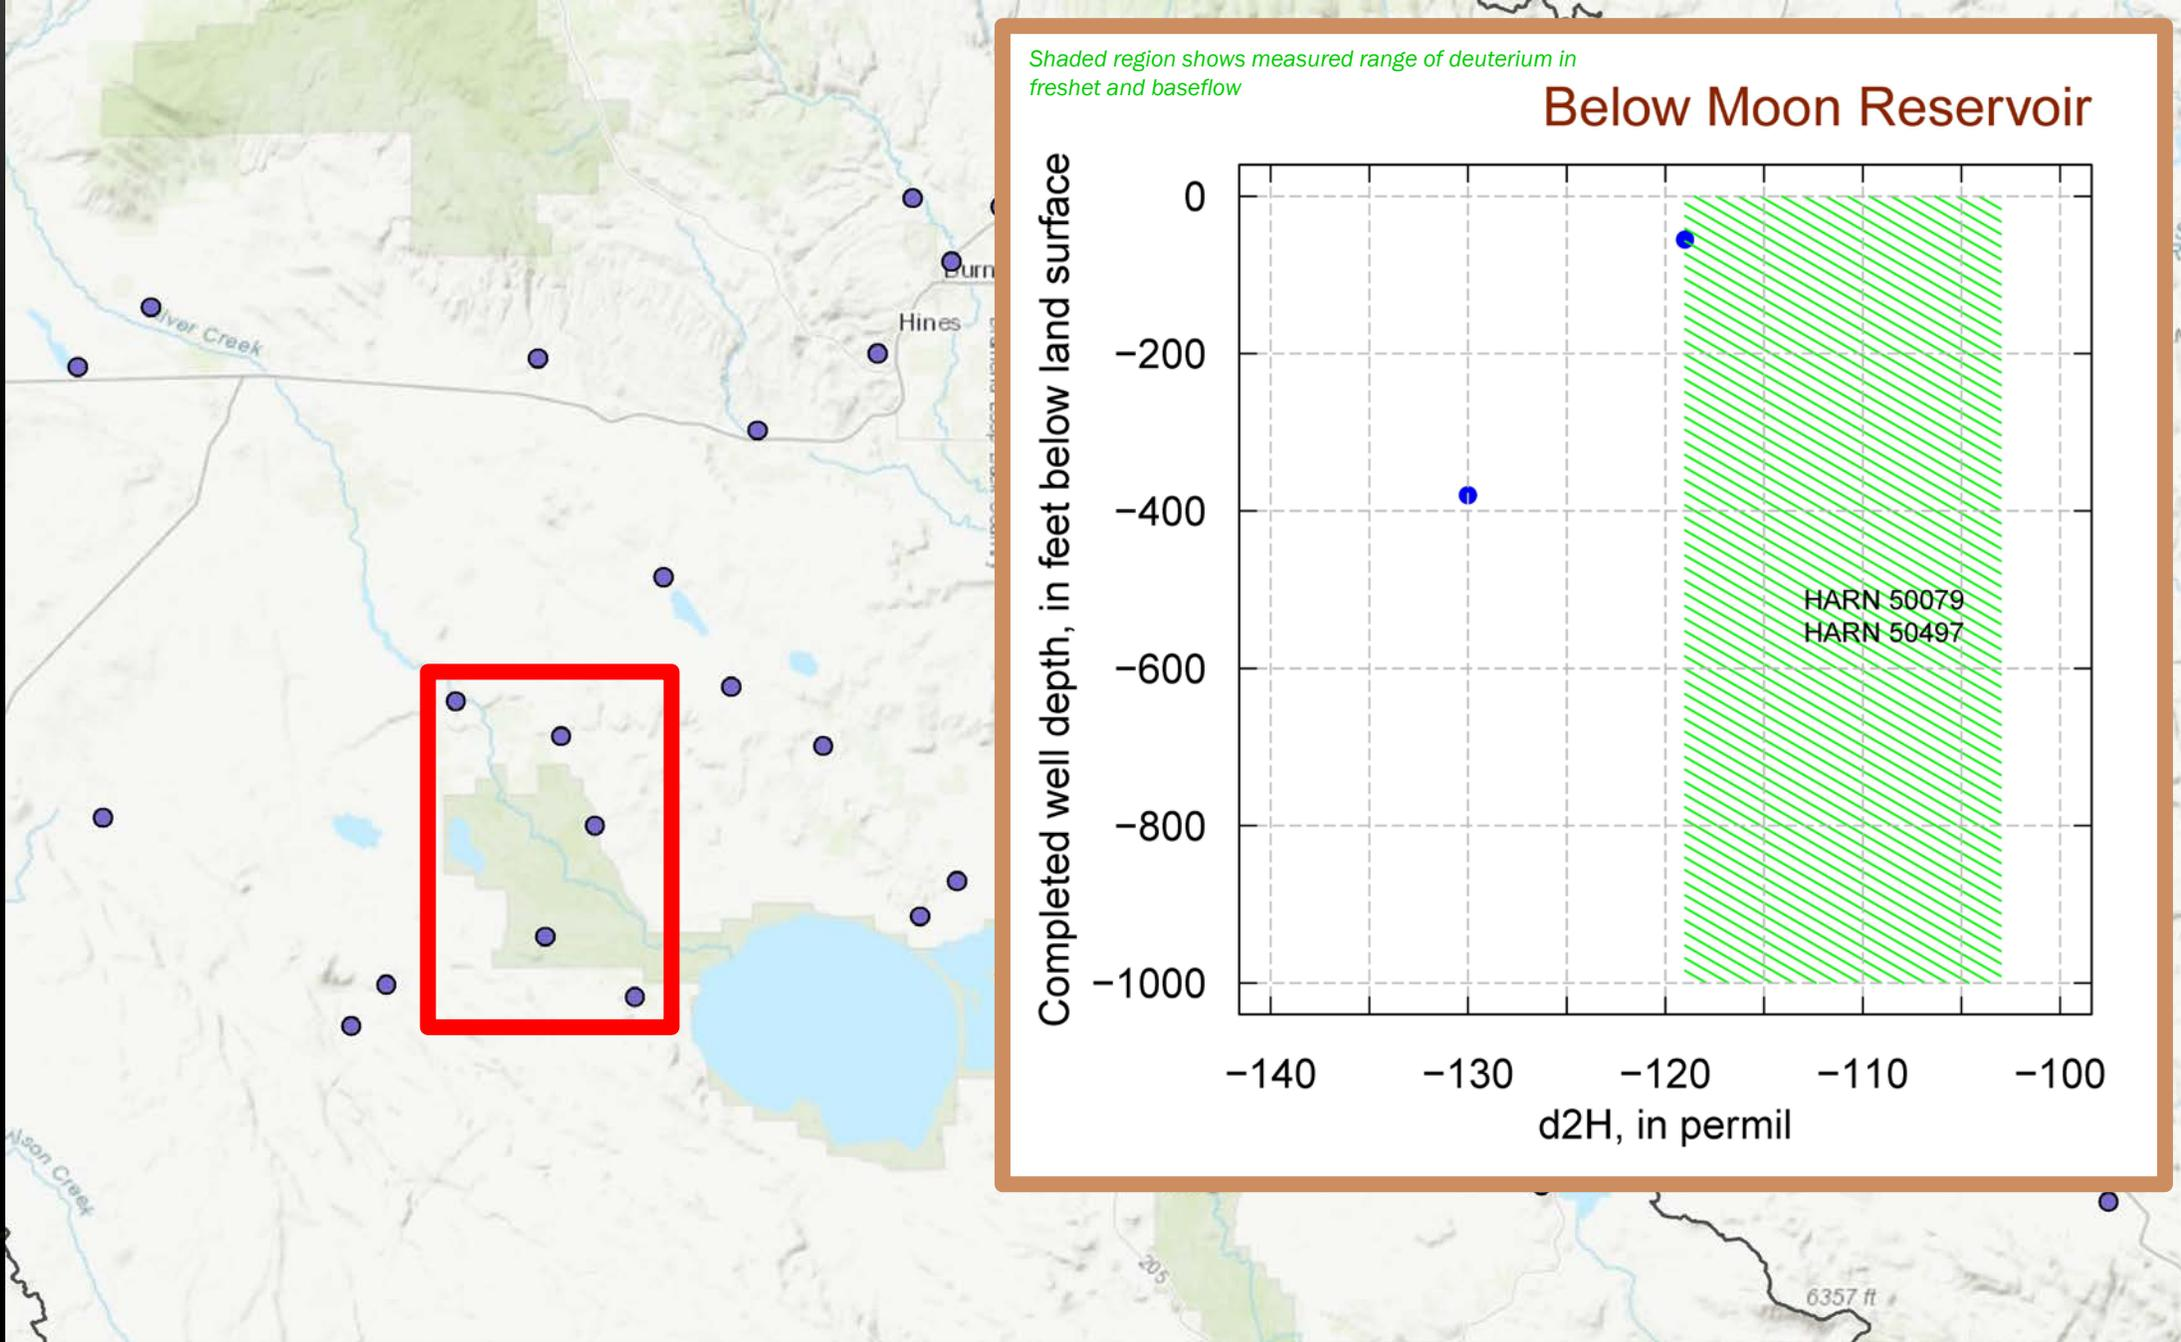 Shaded region shows measured range of deuterium in
freshet and baseflow
Below Moon Reservoir
Completed well depth, in feet below land surface
0
−200
−400
−600
−800
−1000
HARN 50079
HARN 50497
−140 −130 −120 −110 −100
d2H, in permil
Hines
Creek
Creek
205
6357 ft